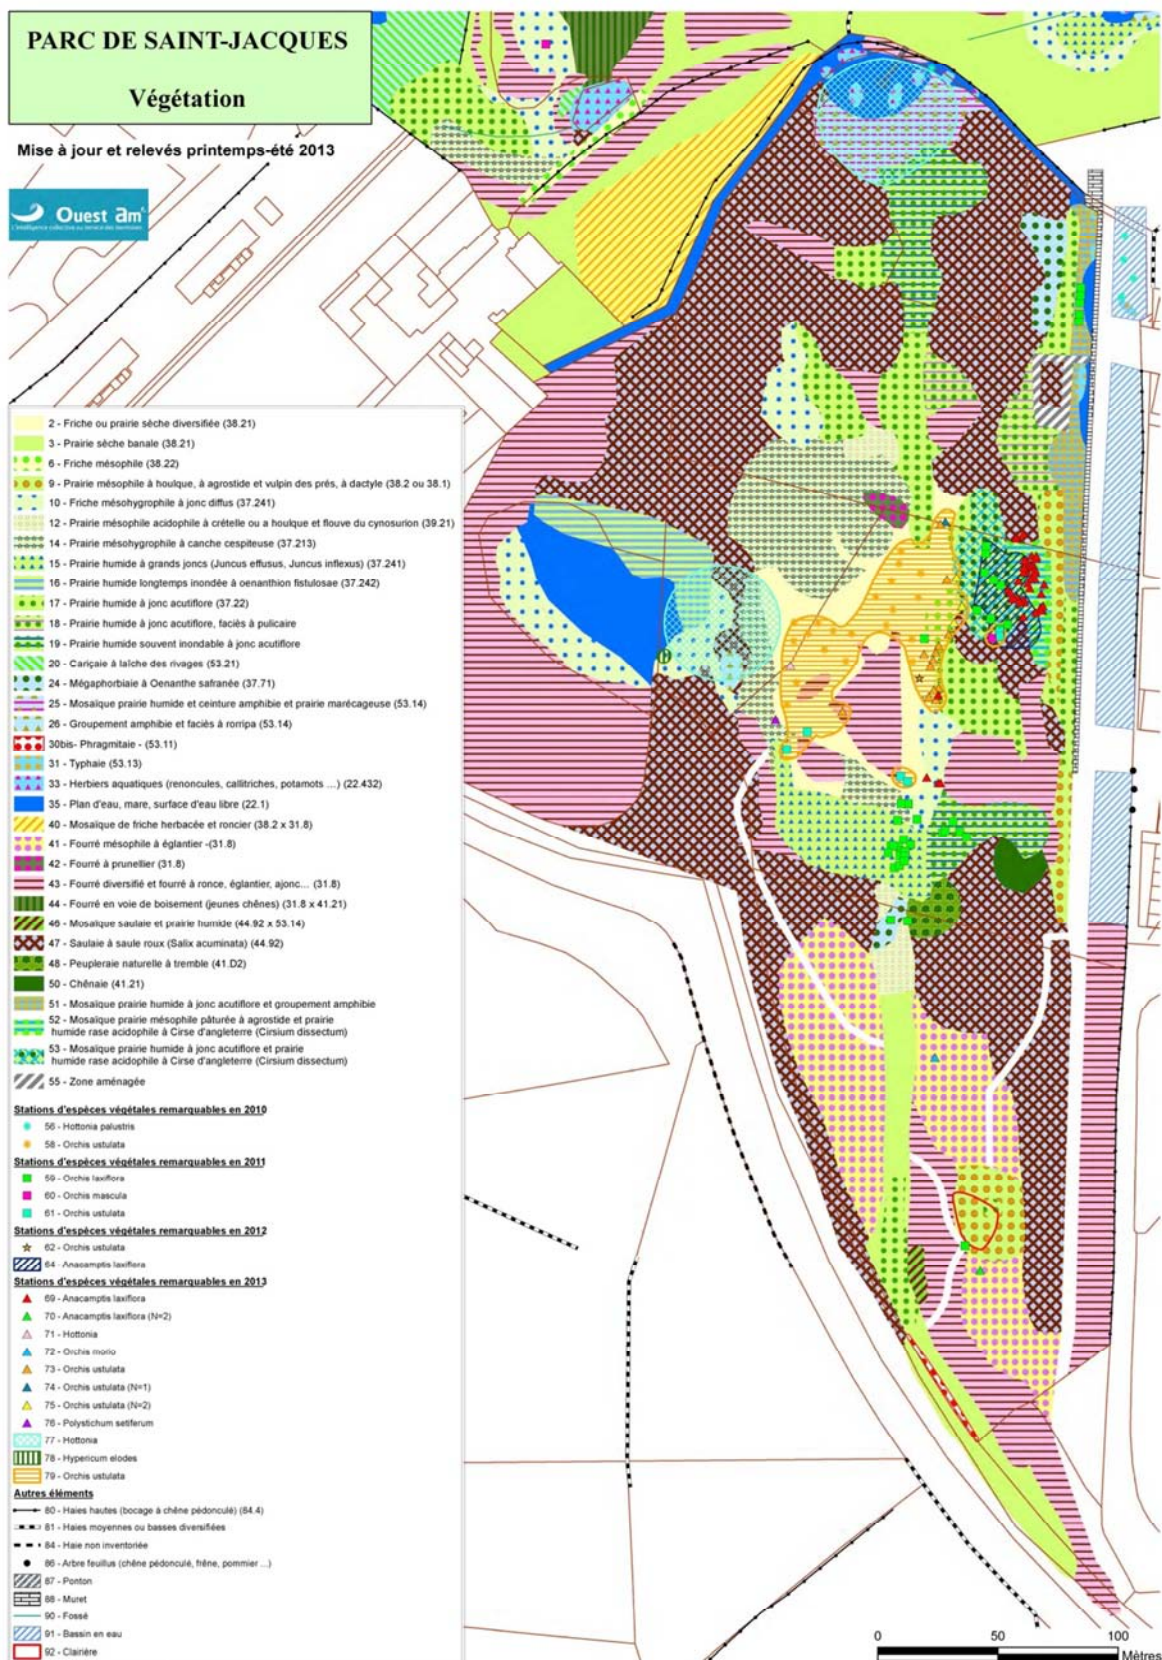 PARC DE SAINT-JACQUES
Végétation
Mise à jour et relevés printemps-été 2013
Ouest am'
L'intelligence collective au service des territoires
2 - Friche ou prairie sèche diversifiée (38.21)
3 - Prairie sèche banale (38.21)
6 - Friche mésophile (38.22)
9 - Prairie mésophile à houlque, à agrostide et vulpin des prés, à dactyle (38.2 ou 38.1)
10 - Friche mésohygrophile à jonc diffus (37.241)
12 - Prairie mésophile acidophile à crételle ou a houlque et flouve du cynosurion (39.21)
14 - Prairie mésohygrophile à canche cespiteuse (37.213)
15 - Prairie humide à grands joncs (Juncus effusus, Juncus inflexus) (37.241)
16 - Prairie humide longtemps inondée à oenanthion fistulosae (37.242)
17 - Prairie humide à jonc acutiflore (37.22)
18 - Prairie humide à jonc acutiflore, faciès à pulicaire
19 - Prairie humide souvent inondable à jonc acutiflore
20 - Cariçaie à laîche des rivages (53.21)
24 - Mégaphorbiaie à Oenanthe safranée (37.71)
25 - Mosaïque prairie humide et ceinture amphibie et prairie marécageuse (53.14)
26 - Groupement amphibie et faciès à rorripa (53.14)
30bis- Phragmitaie - (53.11)
31 - Typhaie (53.13)
33 - Herbiers aquatiques (renoncules, callitriches, potamots ...) (22.432)
35 - Plan d'eau, mare, surface d'eau libre (22.1)
40 - Mosaïque de friche herbacée et roncier (38.2 x 31.8)
41 - Fourré mésophile à églantier -(31.8)
42 - Fourré à prunellier (31.8)
43 - Fourré diversifié et fourré à ronce, églantier, ajonc... (31.8)
44 - Fourré en voie de boisement (jeunes chênes) (31.8 x 41.21)
46 - Mosaïque saulaie et prairie humide (44.92 x 53.14)
47 - Saulaie à saule roux (Salix acuminata) (44.92)
48 - Peupleraie naturelle à tremble (41.D2)
50 - Chênaie (41.21)
51 - Mosaïque prairie humide à jonc acutiflore et groupement amphibie
52 - Mosaïque prairie mésophile pâturée à agrostide et prairie
humide rase acidophile à Cirse d'angleterre (Cirsium dissectum)
53 - Mosaïque prairie humide à jonc acutiflore et prairie
humide rase acidophile à Cirse d'angleterre (Cirsium dissectum)
55 - Zone aménagée
Stations d'espèces végétales remarquables en 2010
56 - Hottonia palustris
58 - Orchis ustulata
Stations d'espèces végétales remarquables en 2011
59 - Orchis laxiflora
60 - Orchis mascula
61 - Orchis ustulata
Stations d'espèces végétales remarquables en 2012
62 - Orchis ustulata
64 - Anacamptis laxiflora
Stations d'espèces végétales remarquables en 2013
69 - Anacamptis laxiflora
70 - Anacamptis laxiflora (N=2)
71 - Hottonia
72 - Orchis morio
73 - Orchis ustulata
74 - Orchis ustulata (N=1)
75 - Orchis ustulata (N=2)
76 - Polystichum setiferum
77 - Hottonia
78 - Hypericum elodes
79 - Orchis ustulata
Autres éléments
80 - Haies hautes (bocage à chêne pédonculé) (84.4)
81 - Haies moyennes ou basses diversifiées
84 - Haie non inventoriée
86 - Arbre feuillus (chêne pédonculé, frêne, pommier ...)
87 - Ponton
88 - Muret
90 - Fossé
91 - Bassin en eau
92 - Clairière
0 50 100
Mètres